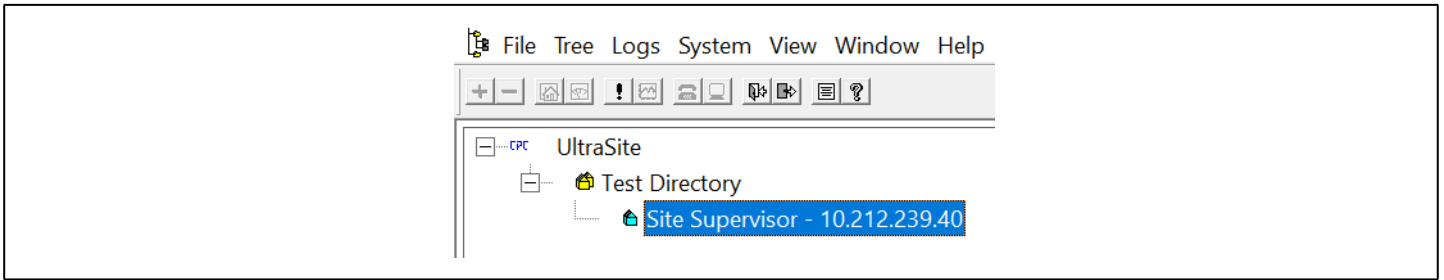 File Tree Logs System View Window Help
CPC UltraSite
Test Directory
Site Supervisor - 10.212.239.40